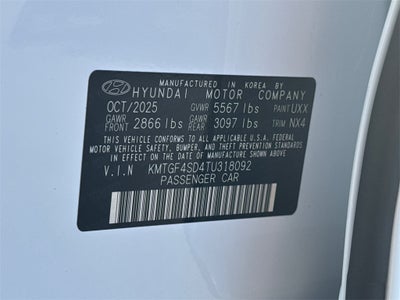 MANUFACTURED IN KOREA BY
HYUNDAI MOTOR COMPANY
OCT/2025 GVWR 5567 lbs PAINT UXX
GAWR FRONT 2866 lbs GAWR REAR 3097 lbs TRIM NX4
THIS VEHICLE CONFORMS TO ALL APPLICABLE U.S.A. FEDERAL
MOTOR VEHICLE SAFETY, BUMPER, AND THEFT PREVENTION
STANDARDS IN EFFECT ON THE DATE OF MANUFACTURE SHOWN ABOVE.
V.I.N KMTGF4SD4TU318092
PASSENGER CAR